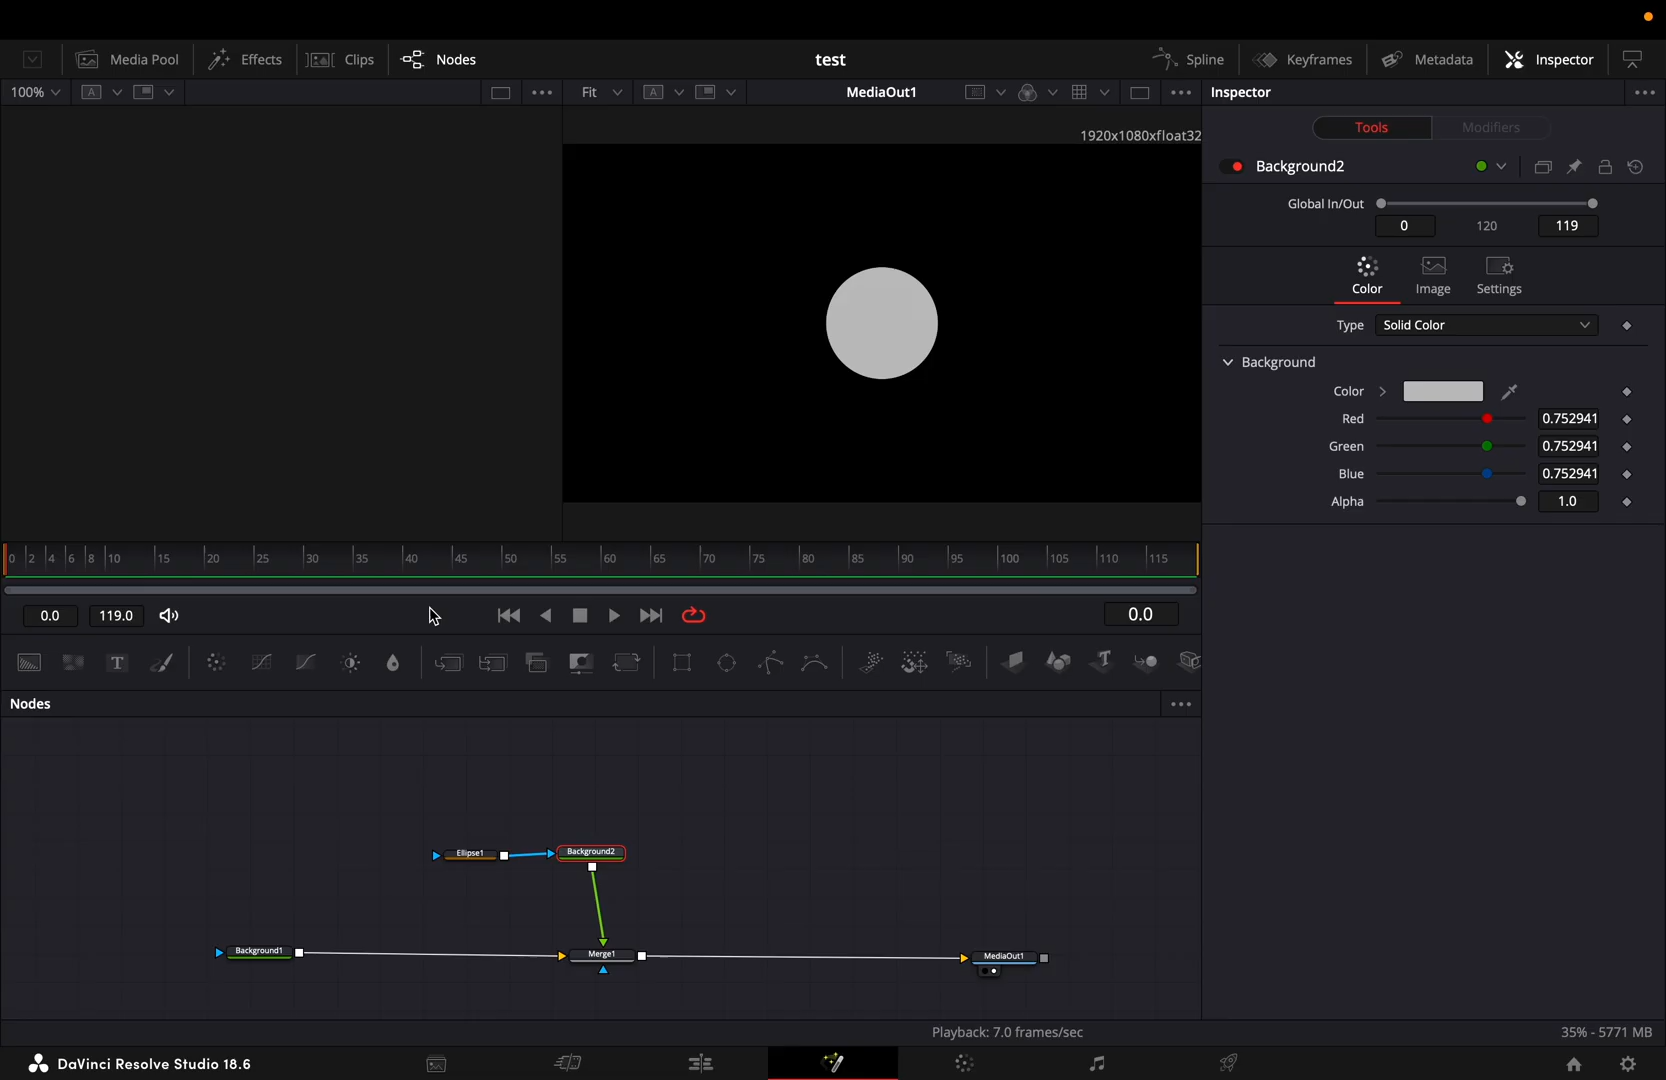 Media Pool Effects Clips Nodes test Spline Keyframes Metadata Inspector
100% A Fit A MediaOut1 Inspector
1920x1080xfloat32
Tools Modifiers
Background2
Global In/Out
0 120 119
Color Image Settings
Type Solid Color
Background
Color
Red 0.752941
Green 0.752941
Blue 0.752941
Alpha 1.0
0 2 4 6 8 10 15 20 25 30 35 40 45 50 55 60 65 70 75 80 85 90 95 100 105 110 115
0.0 119.0 0.0
T T
Nodes
Ellipse1 Background2
Background1 Merge1 MediaOut1
Playback: 7.0 frames/sec 35% - 5771 MB
DaVinci Resolve Studio 18.6